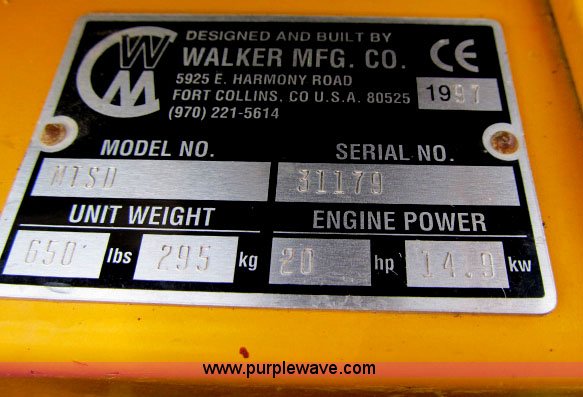 DESIGNED AND BUILT BY
WALKER MFG. CO.
5925 E. HARMONY ROAD
FORT COLLINS, CO U.S.A. 80525
(970) 221-5614
W M
CE
1997
MODEL NO. SERIAL NO.
MTSD 31179
UNIT WEIGHT ENGINE POWER
650 lbs 295 kg 20 hp 14.9 kw
www.purplewave.com